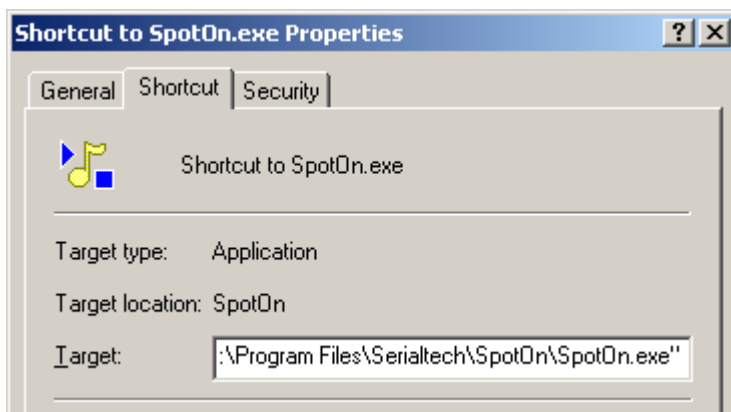 Shortcut to SpotOn.exe Properties
General Shortcut Security
Shortcut to SpotOn.exe
Target type: Application
Target location: SpotOn
Target: :\Program Files\Serialtech\SpotOn\SpotOn.exe"